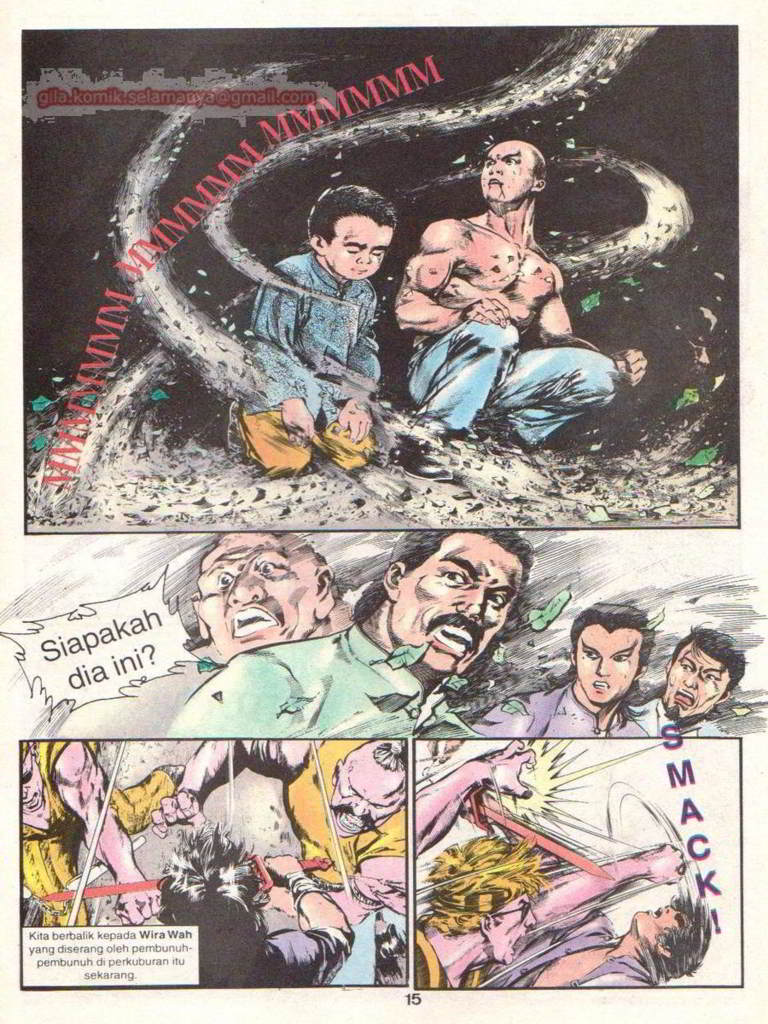 gila.komik.selamanya@gmail.com
MMMMMMM MMMMMMM MMMMMMM
Siapakah
dia ini?
SMACK!
Kita berbalik kepada Wira Wah
yang diserang oleh pembunuh-
pembunuh di perkuburan itu
sekarang.
15